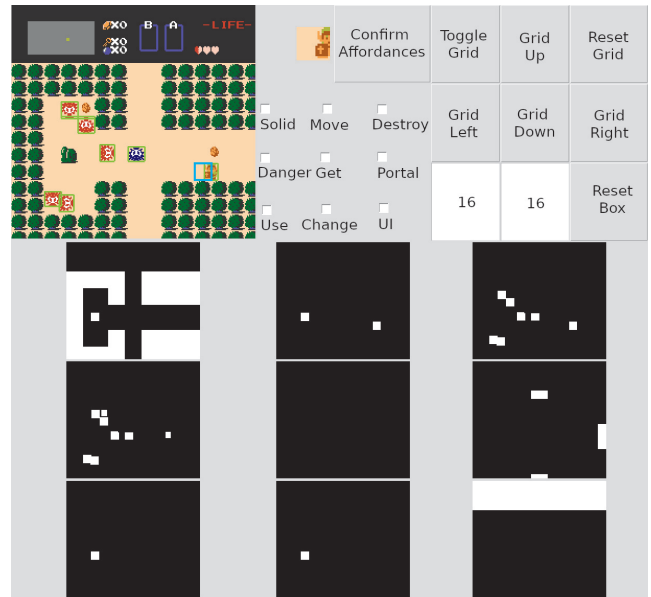 B A -LIFE-
X0
X0
X0
Confirm
Affordances
Toggle
Grid
Grid
Up
Reset
Grid
Solid Move Destroy
Danger Get Portal
Use Change UI
Grid
Left
Grid
Down
Grid
Right
16 16
Reset
Box